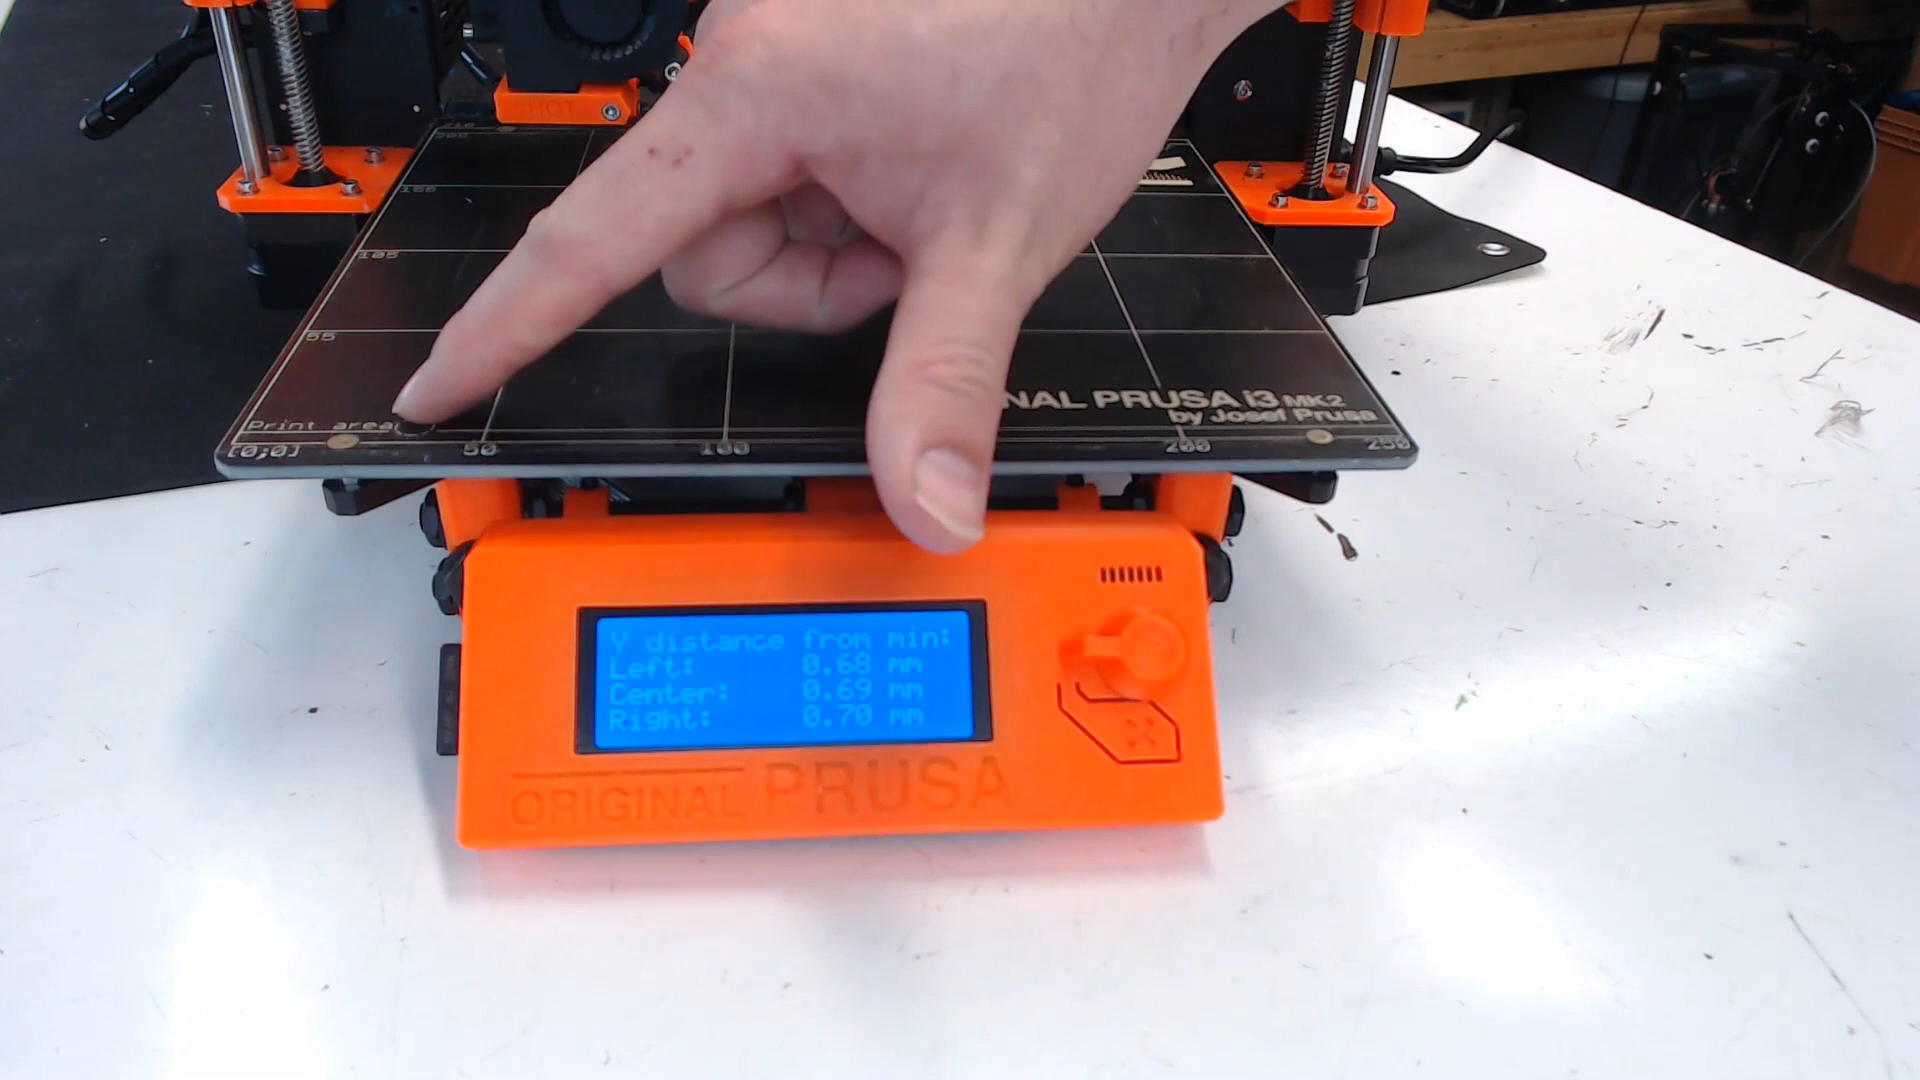 HOT
210
205
155
105
55
Print area
NAL PRUSA i3 MK2
by Josef Prusa
[0;0] 50 100 200 250
Y distance from min:
Left: 0.68 mm
Center: 0.69 mm
Right: 0.70 mm
ORIGINAL PRUSA